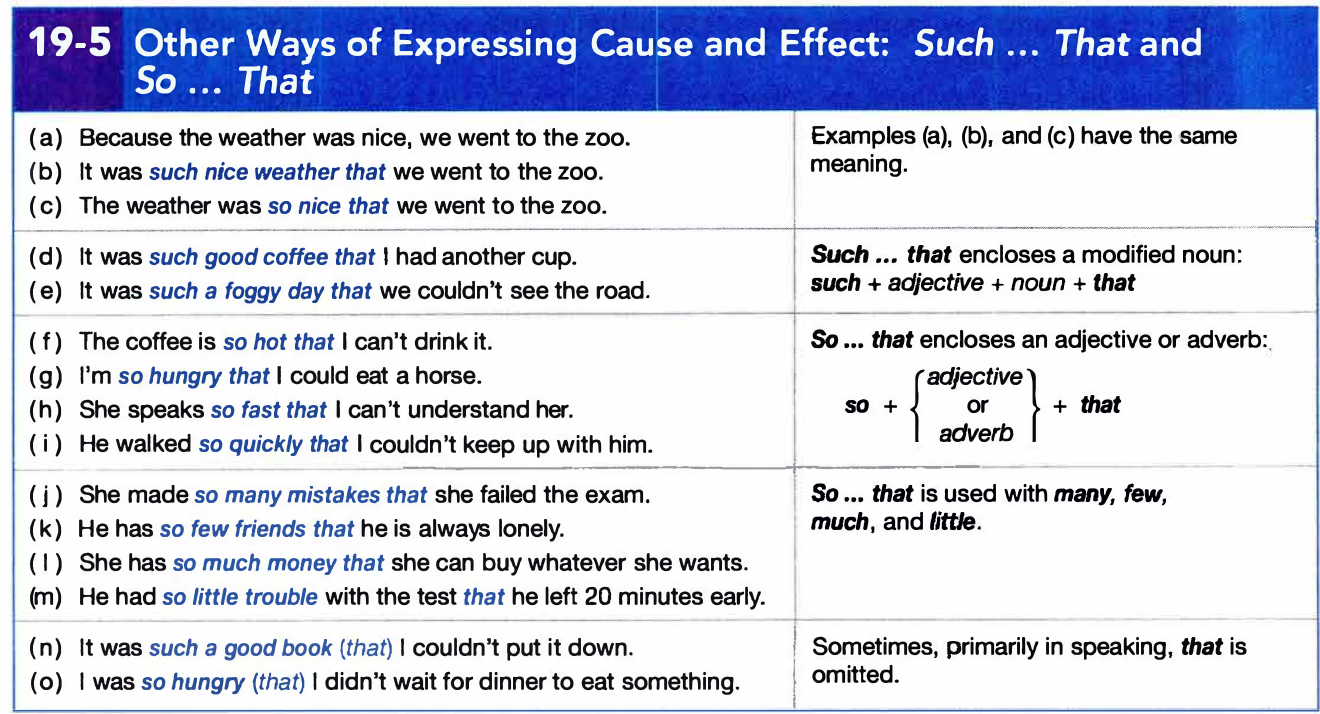 19-5 Other Ways of Expressing Cause and Effect: Such ... That and
So ... That
(a) Because the weather was nice, we went to the zoo.
(b) It was such nice weather that we went to the zoo.
(c) The weather was so nice that we went to the zoo.
Examples (a), (b), and (c) have the same
meaning.
(d) It was such good coffee that I had another cup.
(e) It was such a foggy day that we couldn't see the road.
Such ... that encloses a modified noun:
such + adjective + noun + that
(f) The coffee is so hot that I can't drink it.
(g) I'm so hungry that I could eat a horse.
(h) She speaks so fast that I can't understand her.
(i) He walked so quickly that I couldn't keep up with him.
So ... that encloses an adjective or adverb:
adjective
so + { or } + that
adverb
(j) She made so many mistakes that she failed the exam.
(k) He has so few friends that he is always lonely.
(l) She has so much money that she can buy whatever she wants.
(m) He had so little trouble with the test that he left 20 minutes early.
So ... that is used with many, few,
much, and little.
(n) It was such a good book (that) I couldn't put it down.
(o) I was so hungry (that) I didn't wait for dinner to eat something.
Sometimes, primarily in speaking, that is
omitted.